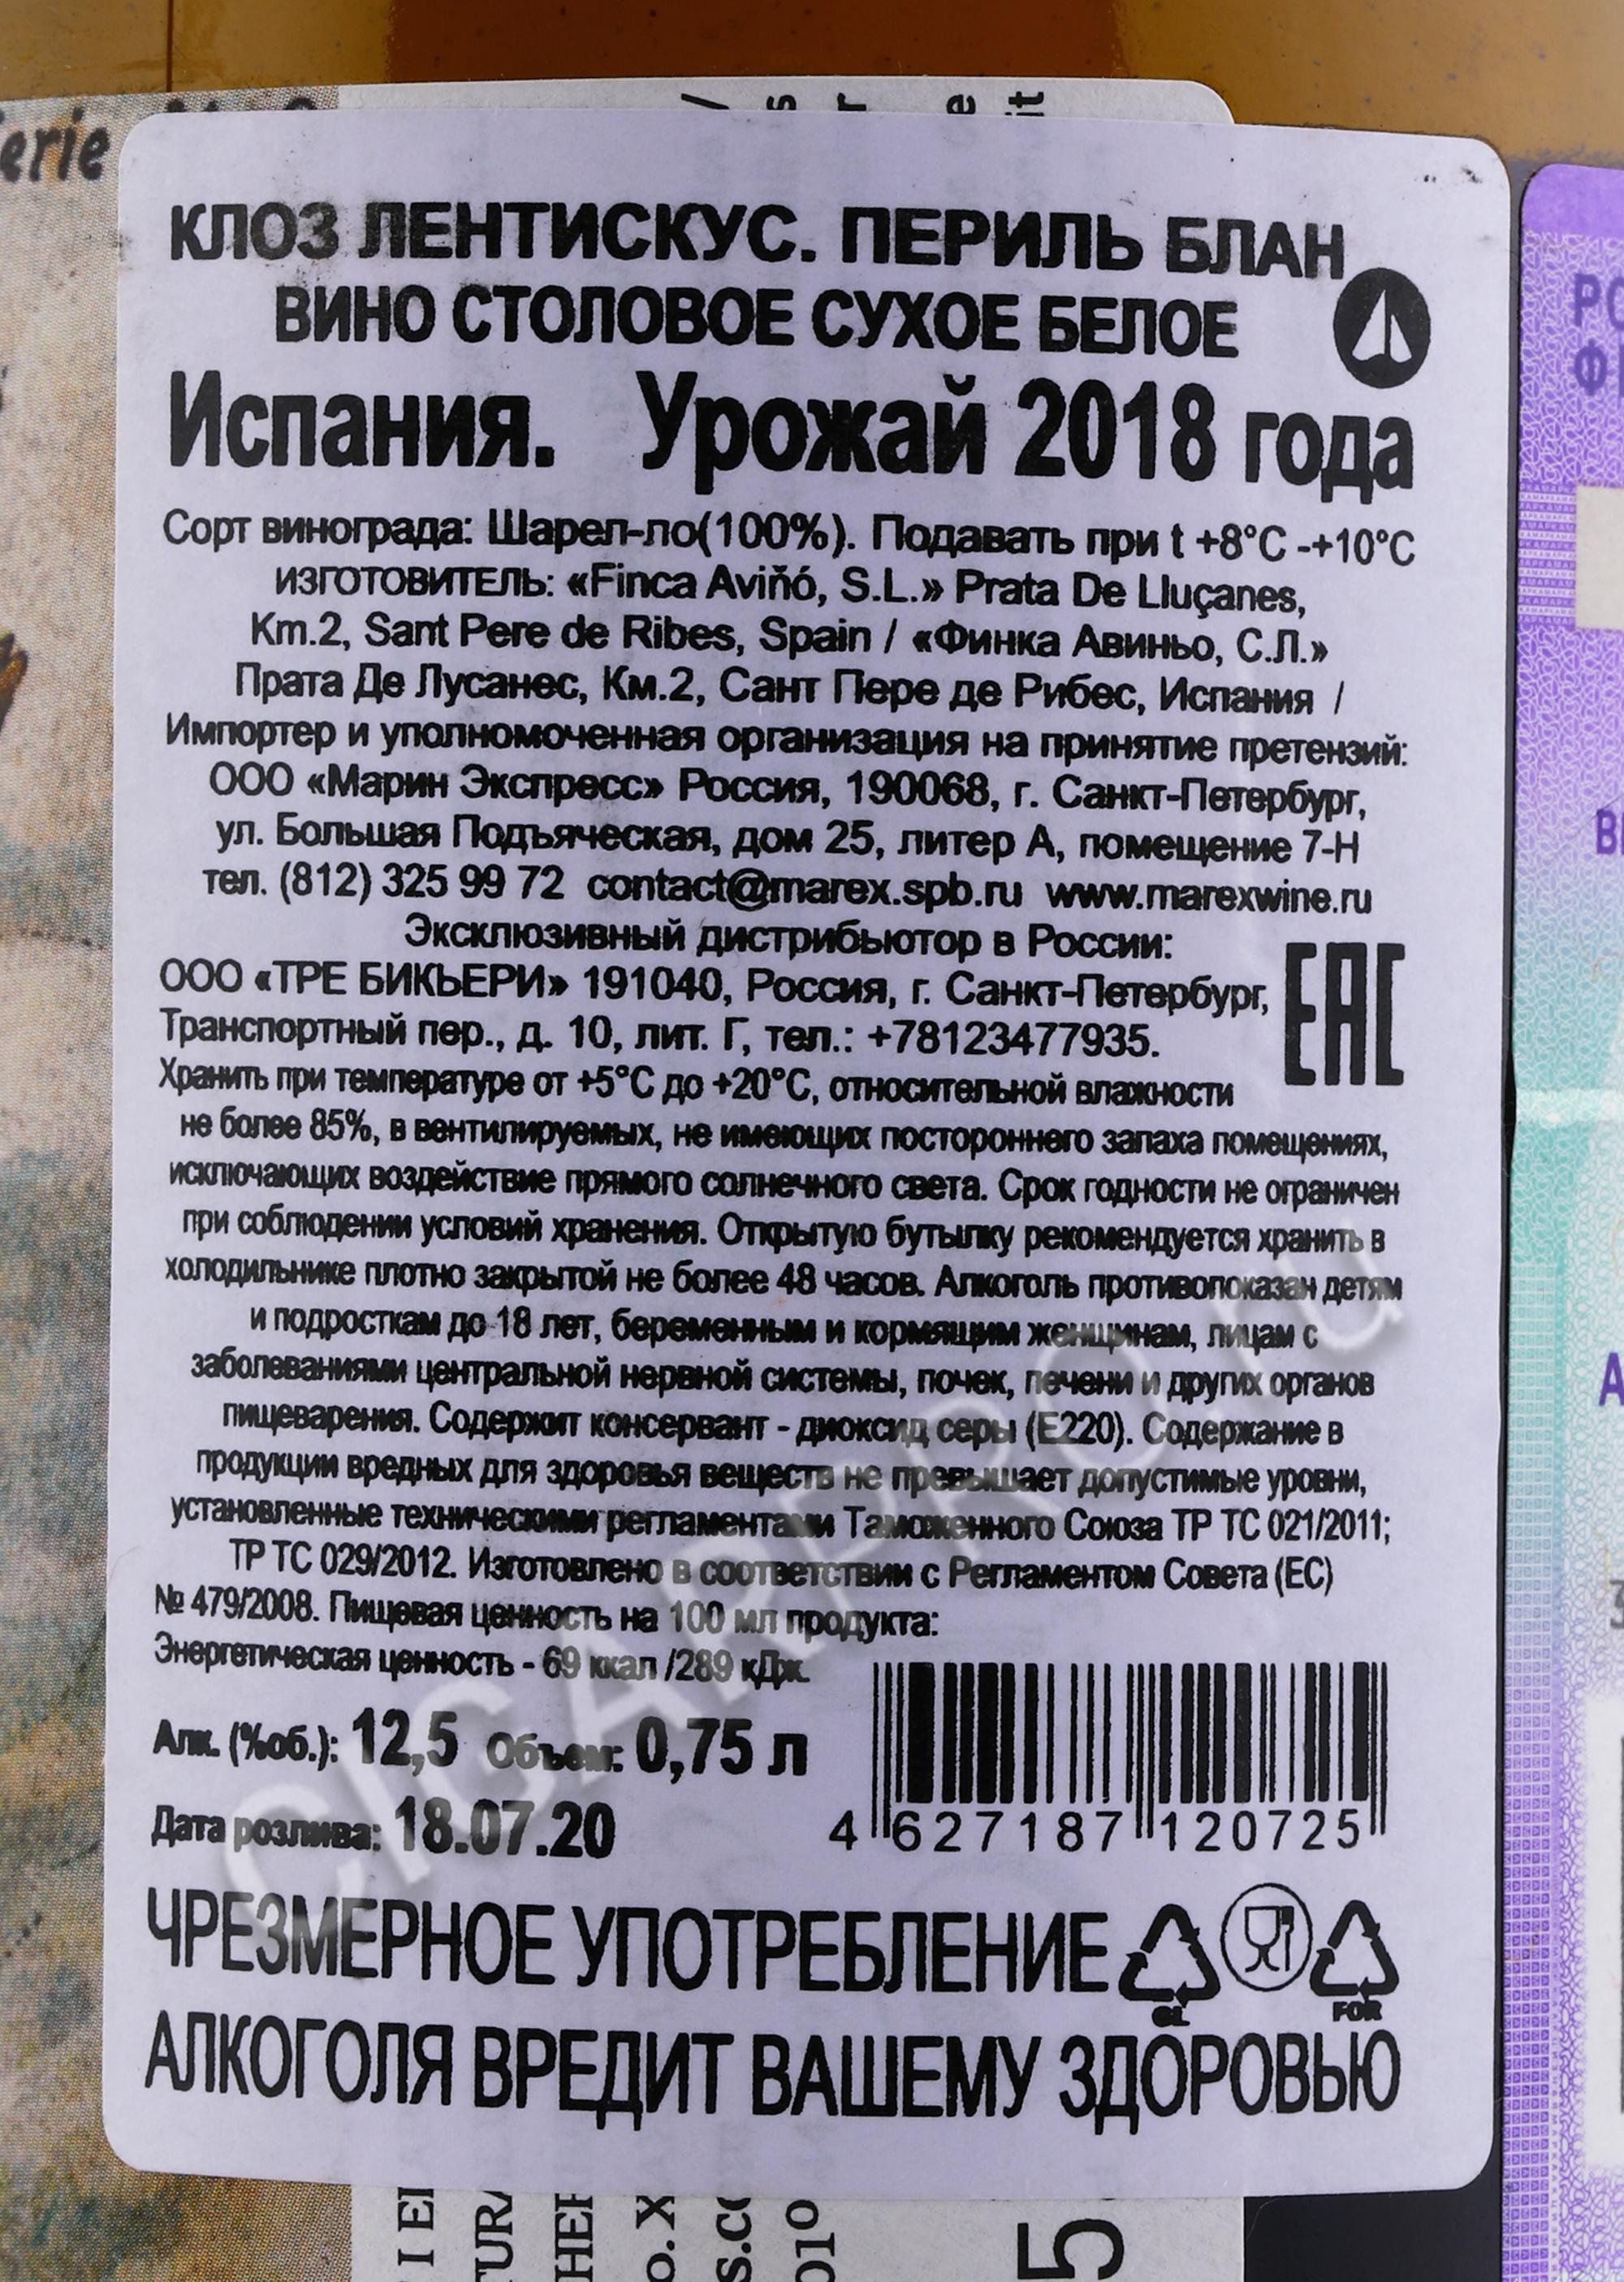 erie
КЛОЗ ЛЕНТИСКУС. ПЕРИЛЬ БЛАН
ВИНО СТОЛОВОЕ СУХОЕ БЕЛОЕ
Испания. Урожай 2018 года
Сорт винограда: Шарел-ло(100%). Подавать при t +8°C -+10°C
ИЗГОТОВИТЕЛЬ: «Finca Aviñó, S.L.» Prata De Lluçanes,
Km.2, Sant Pere de Ribes, Spain / «Финка Авиньо, С.Л.»
Прата Де Лусанес, Км.2, Сант Пере де Рибес, Испания /
Импортер и уполномоченная организация на принятие претензий:
ООО «Марин Экспресс» Россия, 190068, г. Санкт-Петербург,
ул. Большая Подъяческая, дом 25, литер А, помещение 7-Н
тел. (812) 325 99 72 contact@marex.spb.ru www.marexwine.ru
Эксклюзивный дистрибьютор в России:
ООО «ТРЕ БИКЬЕРИ» 191040, Россия, г. Санкт-Петербург,
Транспортный пер., д. 10, лит. Г, тел.: +78123477935.
EAC
Хранить при температуре от +5°C до +20°C, относительной влажности
не более 85%, в вентилируемых, не имеющих постороннего запаха помещениях,
исключающих воздействие прямого солнечного света. Срок годности не ограничен
при соблюдении условий хранения. Открытую бутылку рекомендуется хранить в
холодильнике плотно закрытой не более 48 часов. Алкоголь противопоказан детям
и подросткам до 18 лет, беременным и кормящим женщинам, лицам с
заболеваниями центральной нервной системы, почек, печени и других органов
пищеварения. Содержит консервант - диоксид серы (Е220). Содержание в
продукции вредных для здоровья веществ не превышает допустимые уровни,
установленные техническими регламентами Таможенного Союза ТР ТС 021/2011;
ТР ТС 029/2012. Изготовлено в соответствии с Регламентом Совета (ЕС)
№ 479/2008. Пищевая ценность на 100 мл продукта:
Энергетическая ценность - 69 ккал /289 кДж.
Алк. (%об.): 12,5 Объем: 0,75 л
Дата розлива: 18.07.20
4 627187 120725
ЧРЕЗМЕРНОЕ УПОТРЕБЛЕНИЕ
GL
FOR
АЛКОГОЛЯ ВРЕДИТ ВАШЕМУ ЗДОРОВЬЮ
CIGARPRO.ru